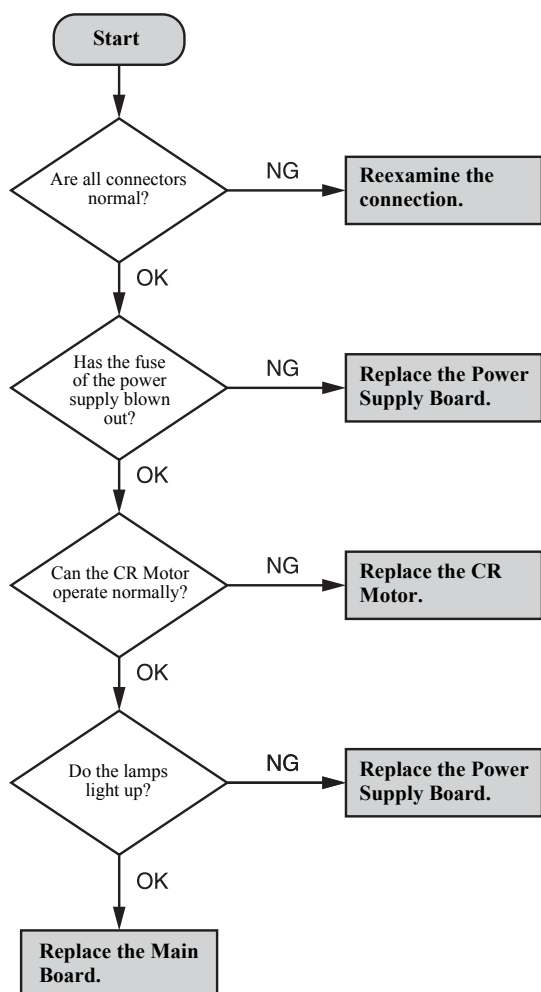 Start
Are all connectors
normal?
NG
Reexamine the
connection.
OK
Has the fuse
of the power
supply blown
out?
NG
Replace the Power
Supply Board.
OK
Can the CR Motor
operate normally?
NG
Replace the CR
Motor.
OK
Do the lamps
light up?
NG
Replace the Power
Supply Board.
OK
Replace the Main
Board.